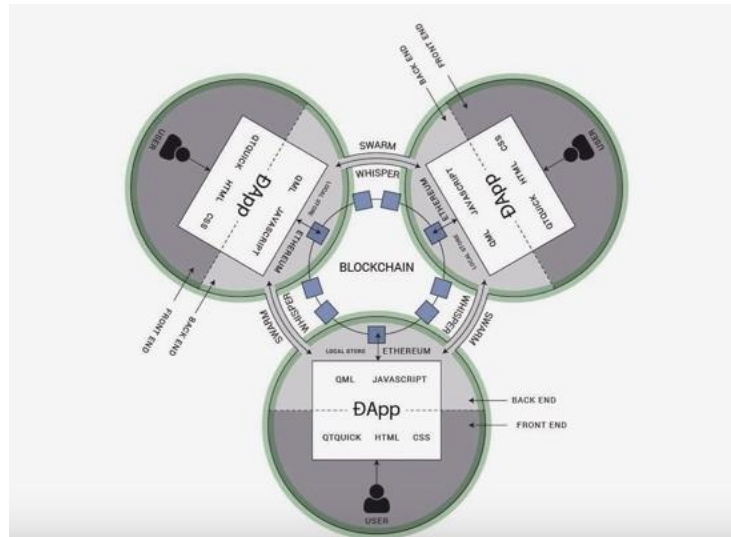 FRONT END
BACK END
USER
QTQUICK
HTML
CSS
ĐApp
QML
JAVASCRIPT
LOCAL STORE
ETHEREUM
FRONT END
BACK END
SWARM
WHISPER
USER
CSS
HTML
QTQUICK
ĐApp
JAVASCRIPT
QML
ETHEREUM
LOCAL STORE
BLOCKCHAIN
WHISPER
SWARM
WHISPER
SWARM
LOCAL STORE ETHEREUM
QML JAVASCRIPT
ĐApp
QTQUICK HTML CSS
BACK END
FRONT END
USER